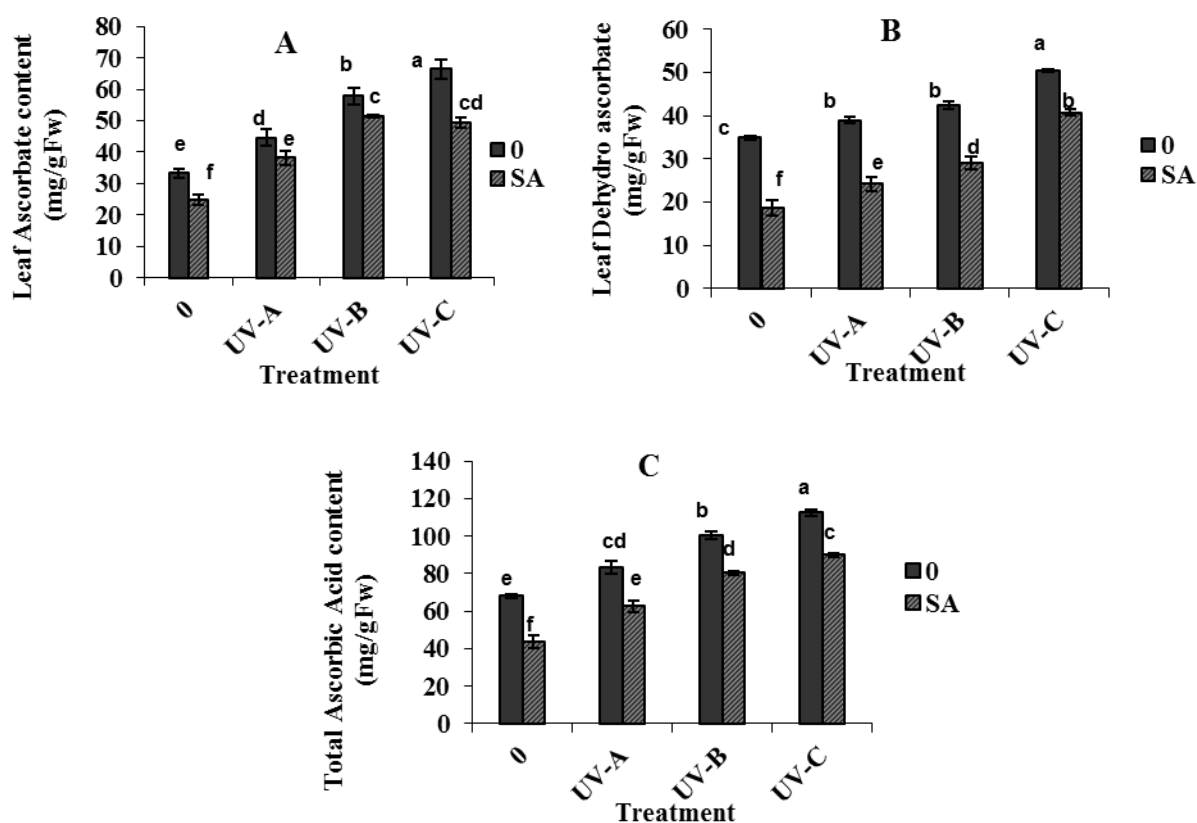 A
Leaf Ascorbate content
(mg/gFw)
80
70
60
50
40
30
20
10
0
e
f
d
e
b
c
a
cd
0
SA
0
UV-A
UV-B
UV-C
Treatment
B
Leaf Dehydro ascorbate
(mg/gFw)
60
50
40
30
20
10
0
c
f
b
e
b
d
a
b
0
SA
0
UV-A
UV-B
UV-C
Treatment
C
Total Ascorbic Acid content
(mg/gFw)
140
120
100
80
60
40
20
0
e
f
cd
e
b
d
a
c
0
SA
0
UV-A
UV-B
UV-C
Treatment